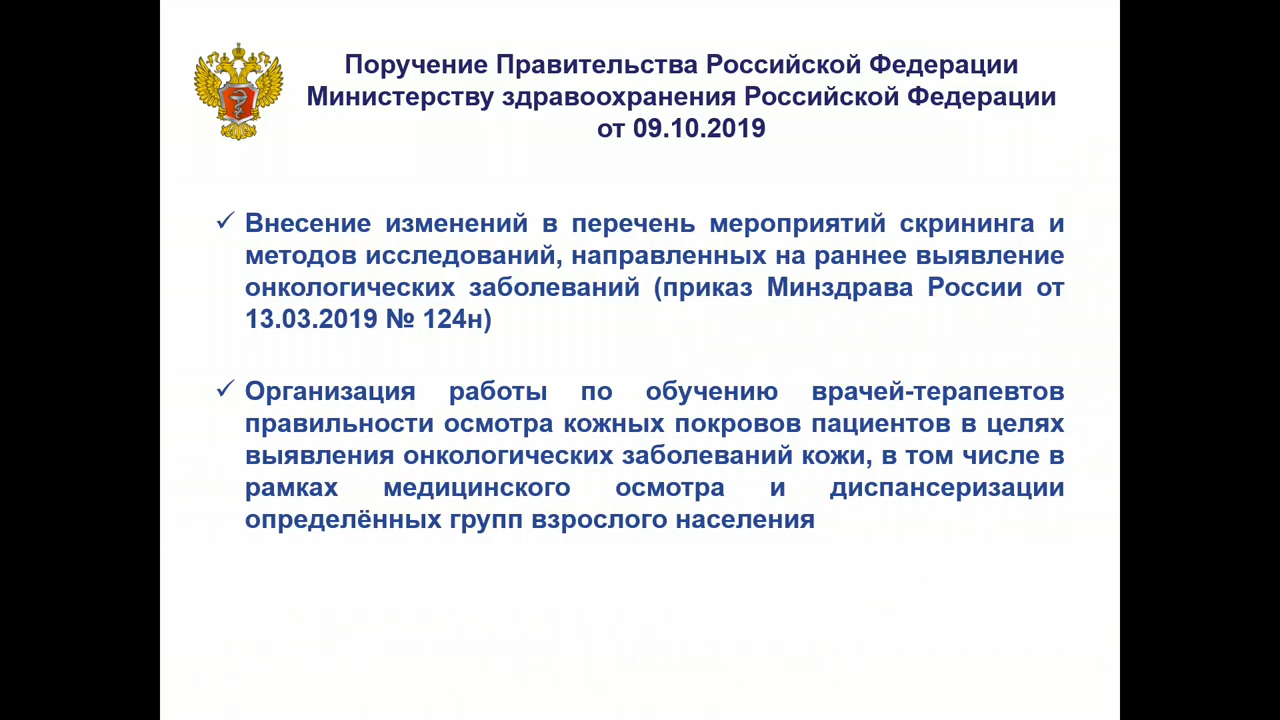 Поручение Правительства Российской Федерации
Министерству здравоохранения Российской Федерации
от 09.10.2019
✓ Внесение изменений в перечень мероприятий скрининга и
методов исследований, направленных на раннее выявление
онкологических заболеваний (приказ Минздрава России от
13.03.2019 № 124н)
✓ Организация работы по обучению врачей-терапевтов
правильности осмотра кожных покровов пациентов в целях
выявления онкологических заболеваний кожи, в том числе в
рамках медицинского осмотра и диспансеризации
определённых групп взрослого населения